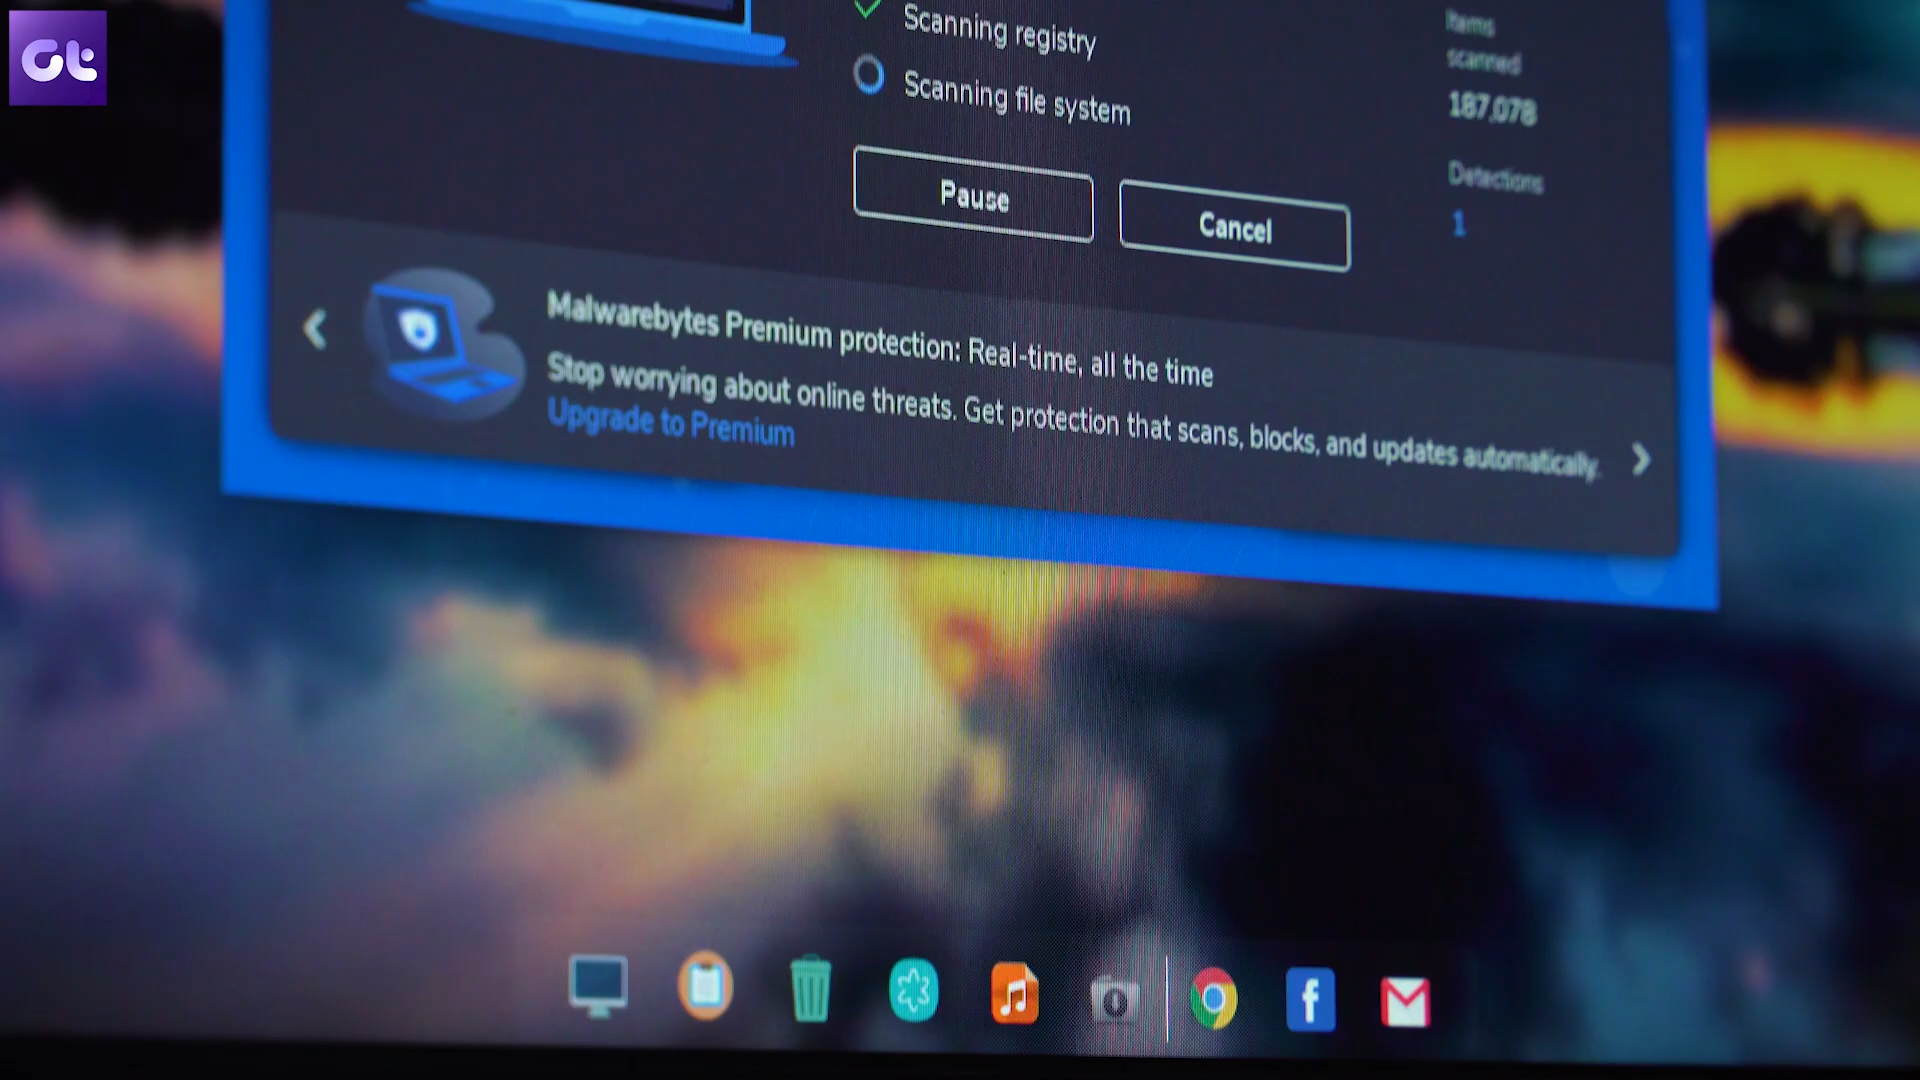 Gt
Scanning registry
Scanning file system
Items
scanned
187,078
Detections
1
Pause
Cancel
Malwarebytes Premium protection: Real-time, all the time
Stop worrying about online threats. Get protection that scans, blocks, and updates automatically.
Upgrade to Premium
f